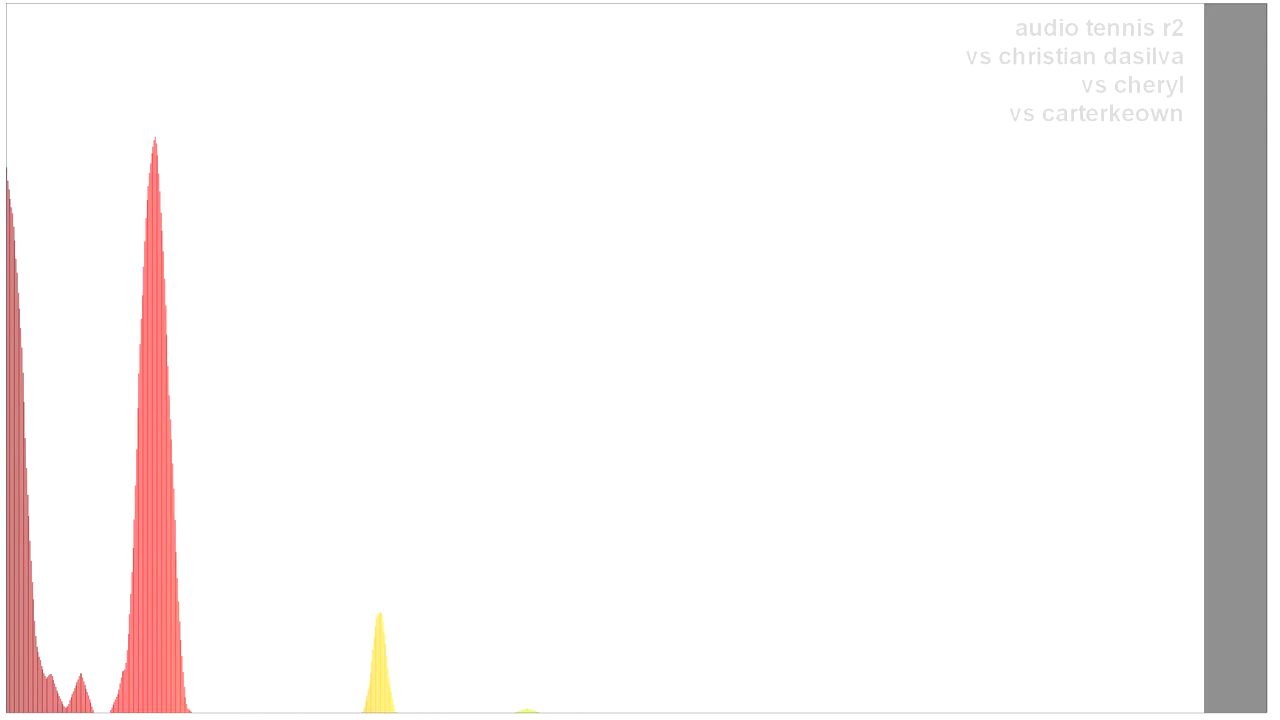 audio tennis r2
vs christian dasilva
vs cheryl
vs carterkeown